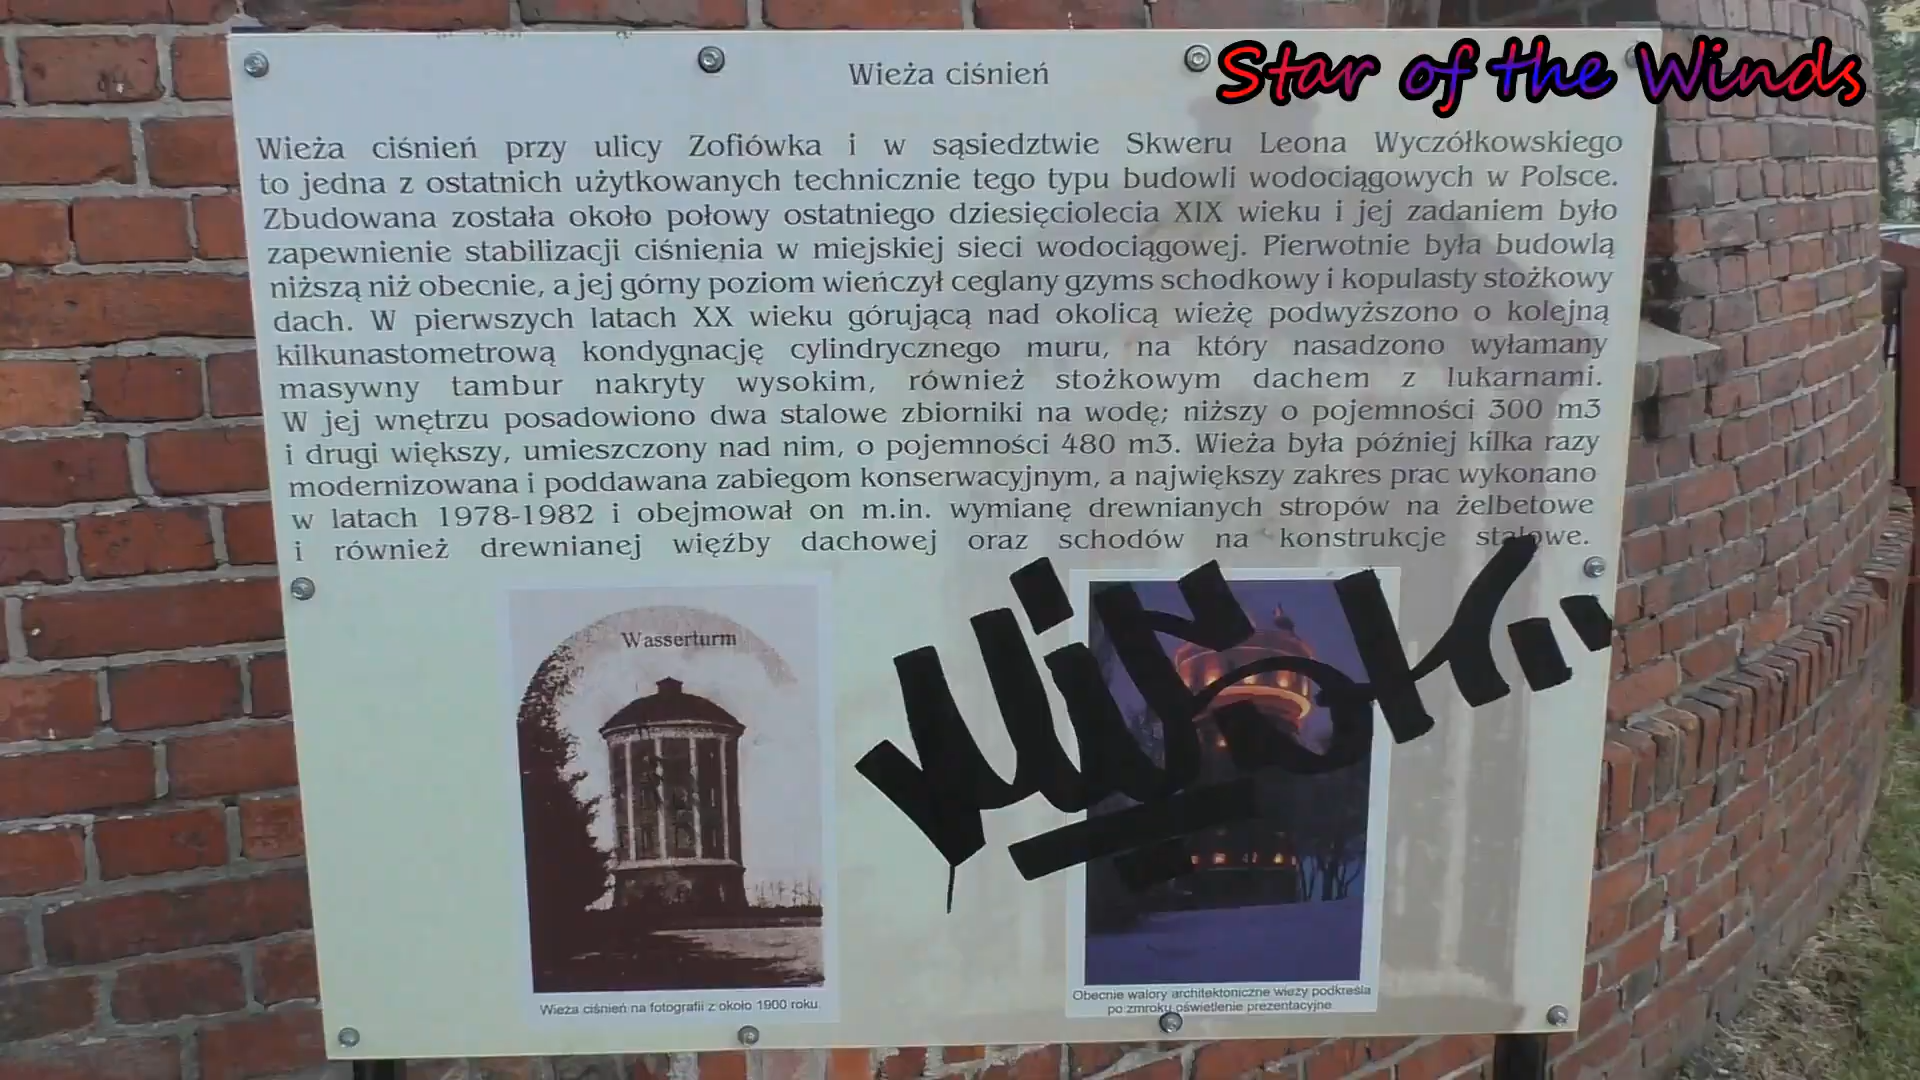 Wieża ciśnień
Star of the Winds
Wieża ciśnień przy ulicy Zofiówka i w sąsiedztwie Skweru Leona Wyczółkowskiego
to jedna z ostatnich użytkowanych technicznie tego typu budowli wodociągowych w Polsce.
Zbudowana została około połowy ostatniego dziesięciolecia XIX wieku i jej zadaniem było
zapewnienie stabilizacji ciśnienia w miejskiej sieci wodociągowej. Pierwotnie była budowlą
niższą niż obecnie, a jej górny poziom wieńczył ceglany gzyms schodkowy i kopulasty stożkowy
dach. W pierwszych latach XX wieku górującą nad okolicą wieżę podwyższono o kolejną
kilkunastometrową kondygnację cylindrycznego muru, na który nasadzono wyłamany
masywny tambur nakryty wysokim, również stożkowym dachem z lukarnami.
W jej wnętrzu posadowiono dwa stalowe zbiorniki na wodę; niższy o pojemności 300 m3
i drugi większy, umieszczony nad nim, o pojemności 480 m3. Wieża była później kilka razy
modernizowana i poddawana zabiegom konserwacyjnym, a największy zakres prac wykonano
w latach 1978-1982 i obejmował on m.in. wymianę drewnianych stropów na żelbetowe
i również drewnianej więźby dachowej oraz schodów na konstrukcje stalowe.
Wasserturm
Wieża ciśnień na fotografii z około 1900 roku.
Obecnie walory architektoniczne wieży podkreśla
po zmroku oświetlenie prezentacyjne